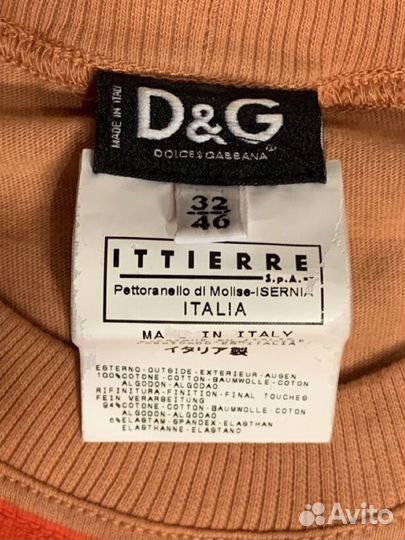 MADE IN ITALY
D&G
DOLCE&GABBANA
32
46
ITTIERRE
S.p.A.
Pettoranello di Molise-ISERNIA
ITALIA
MADE IN ITALY
イタリア製
ESTERNO-OUTSIDE-EXTERIEUR-AUSEN
100%COTONE-COTTON-BAUMWOLLE-COTON
ALGODON-ALGODAO
RIFINITURA-FINITION-FINAL TOUCHES
FEIN VERARBEITUNG
94%COTONE-COTTON-BAUMWOLLE-COTON
ALGODON-ALGODAO
6%ELASTAM-SPANDEX-ELASTHAN
ELASTHANNE-ELASTANO
Avito